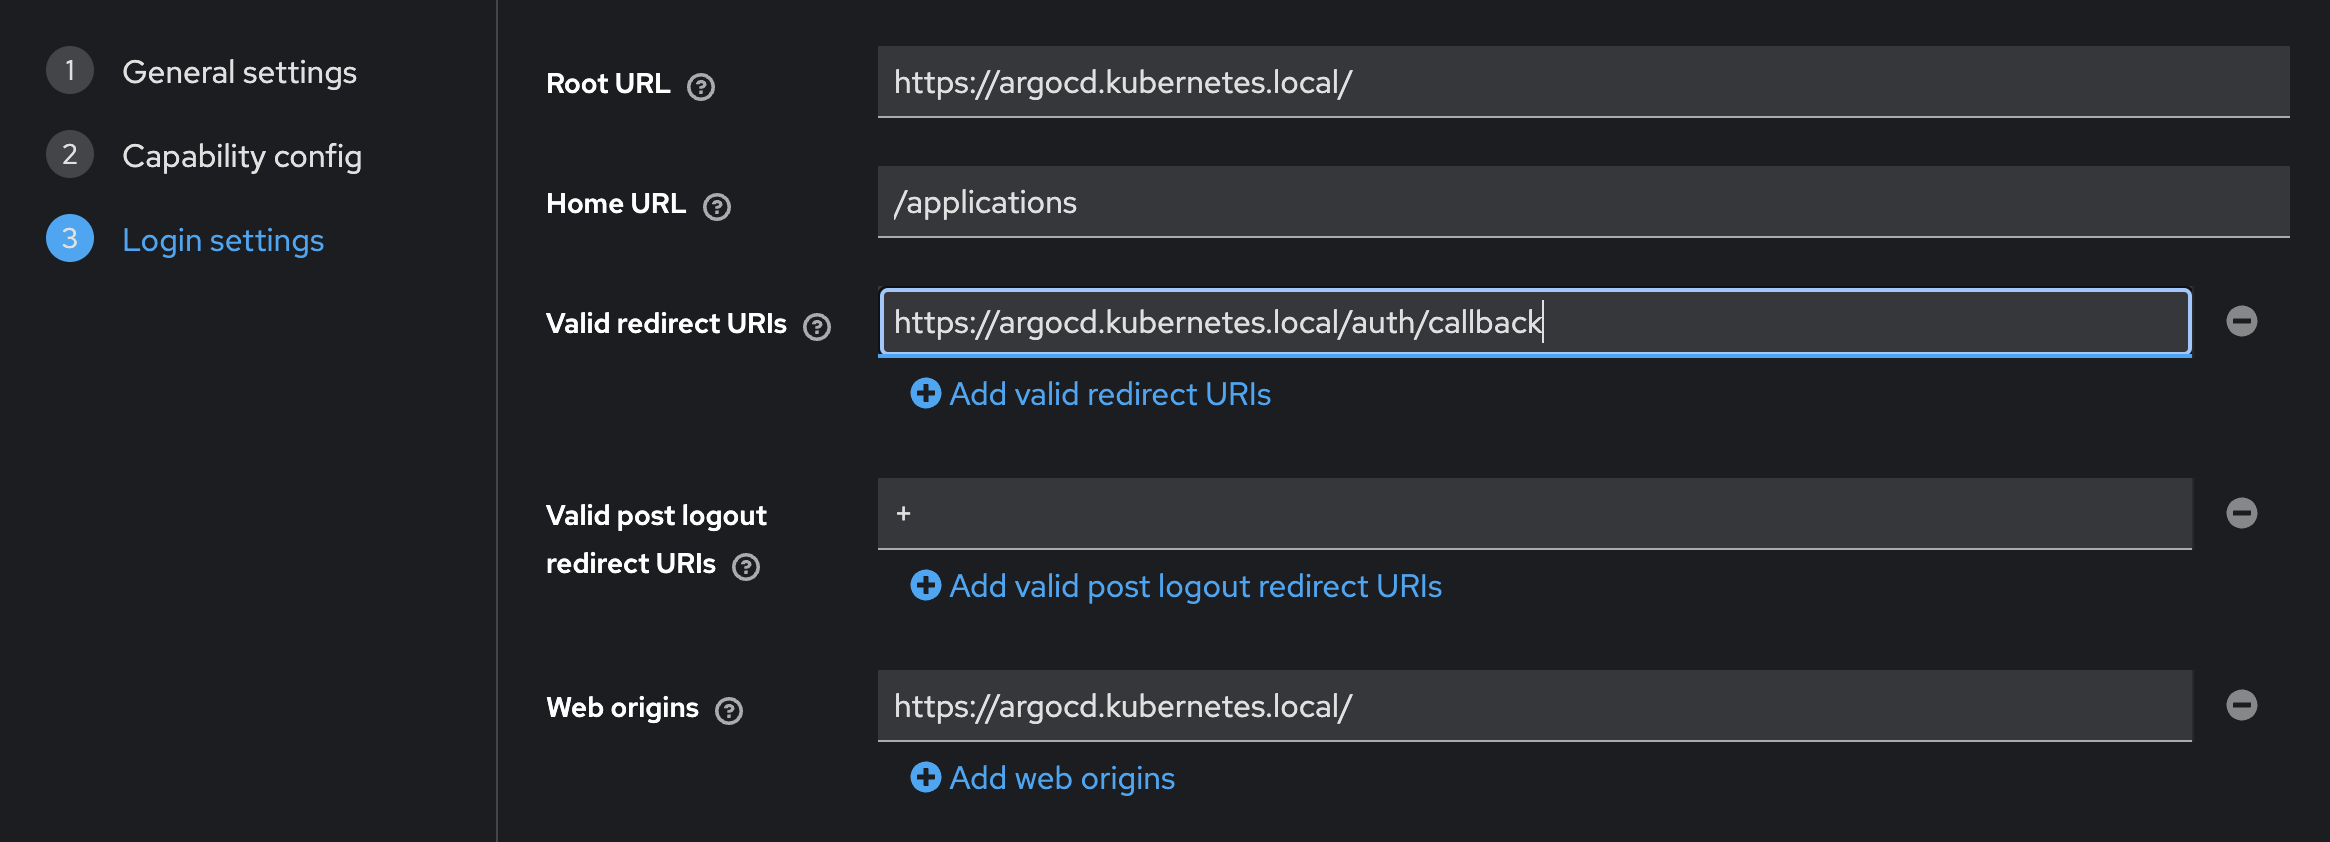 1 General settings
2 Capability config
3 Login settings
Root URL ? https://argocd.kubernetes.local/
Home URL ? /applications
Valid redirect URIs ? https://argocd.kubernetes.local/auth/callback
Add valid redirect URIs
Valid post logout
redirect URIs ? +
Add valid post logout redirect URIs
Web origins ? https://argocd.kubernetes.local/
Add web origins